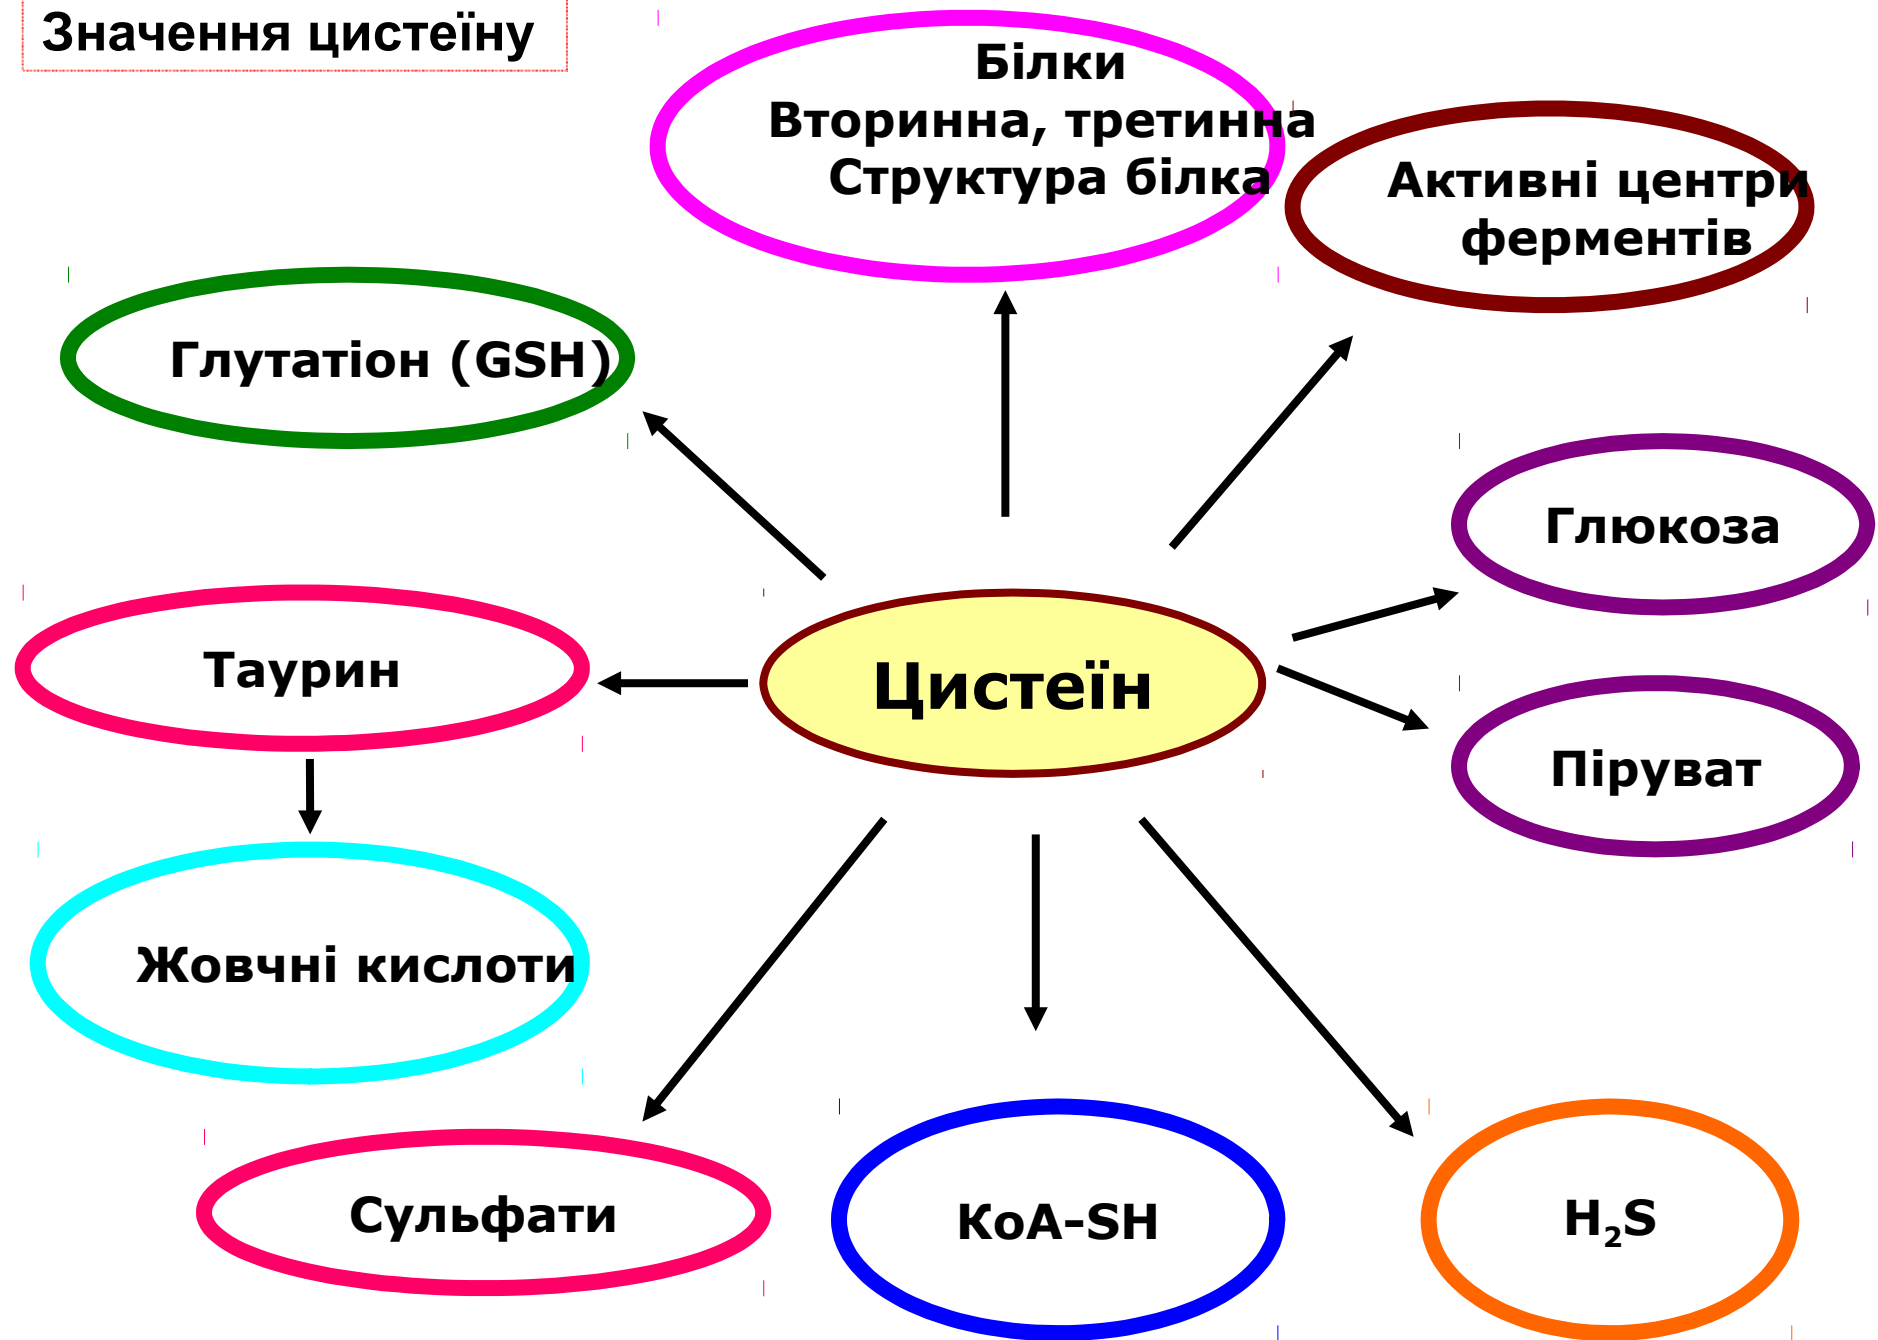 Значення цистеїну
Білки
Вторинна, третинна
Структура білка
Активні центри
ферментів
Глутатіон (GSH)
Глюкоза
Таурин
Цистеїн
Піруват
Жовчні кислоти
Сульфати
КоА–SH
H₂S